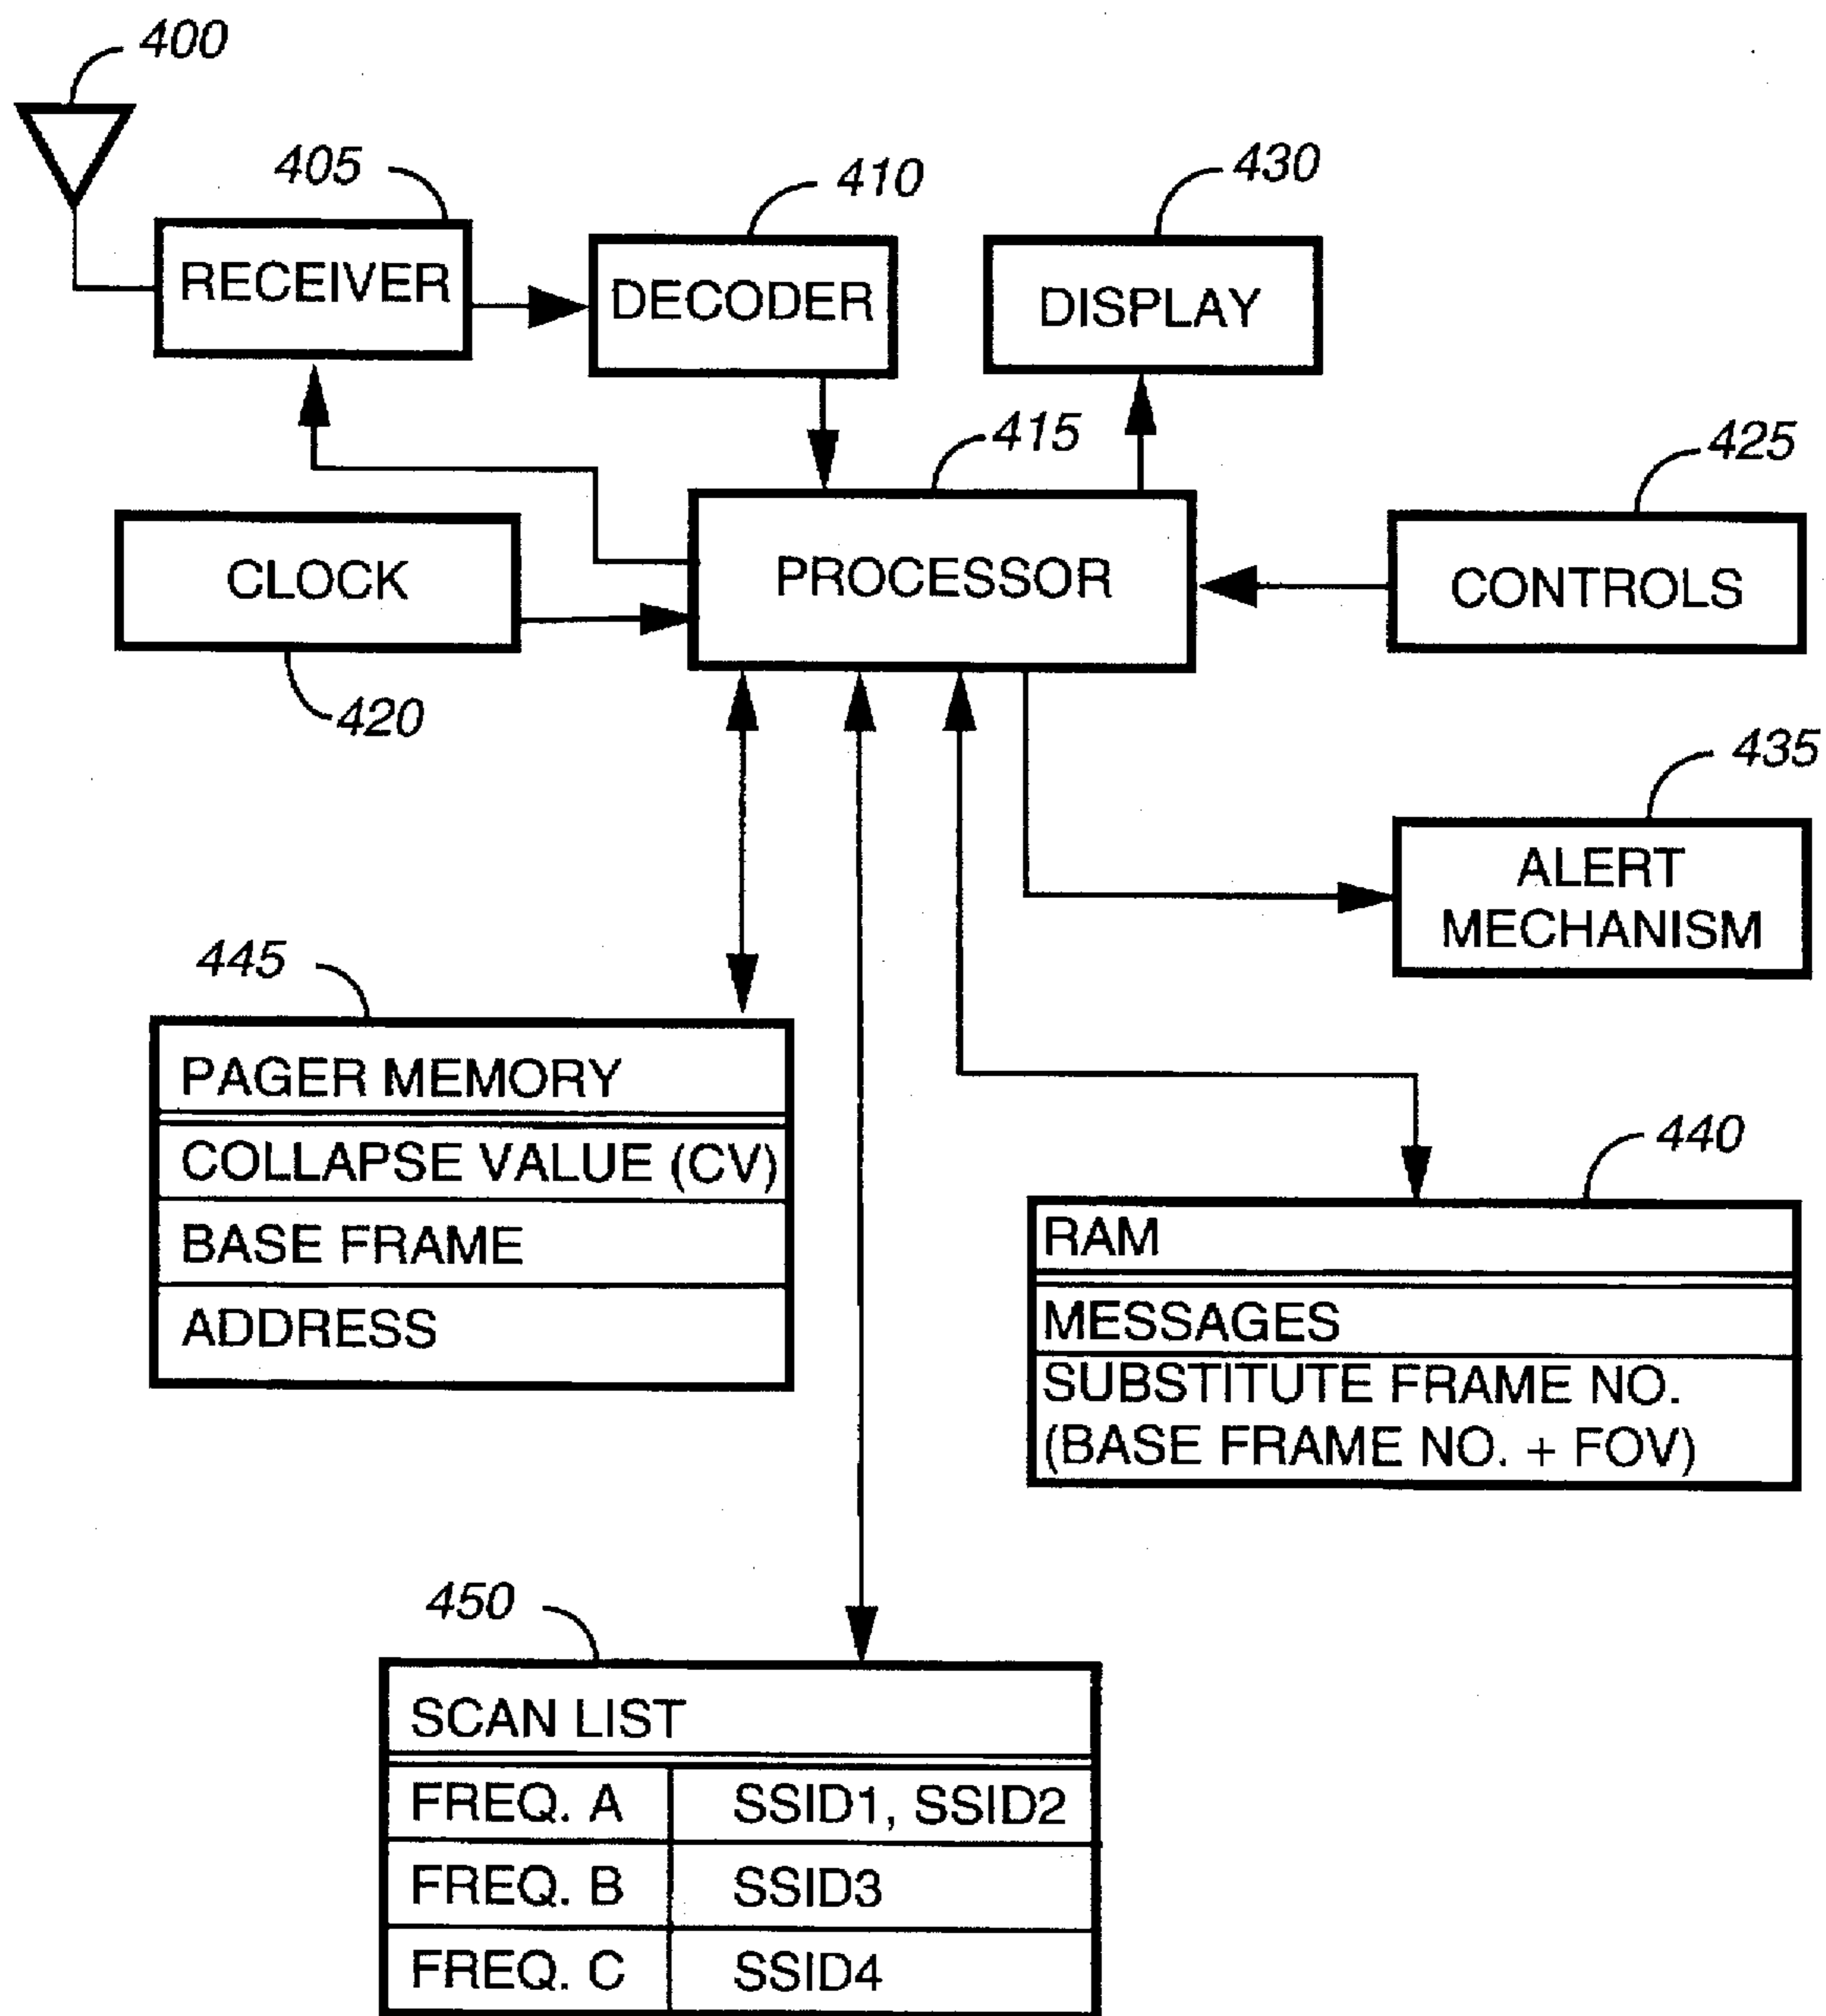 400
405
410
430
RECEIVER
DECODER
DISPLAY
415
425
CLOCK
PROCESSOR
CONTROLS
420
435
ALERT
MECHANISM
445
PAGER MEMORY
COLLAPSE VALUE (CV)
BASE FRAME
ADDRESS
440
RAM
MESSAGES
SUBSTITUTE FRAME NO.
(BASE FRAME NO. + FOV)
450
SCAN LIST
FREQ. A SSID1, SSID2
FREQ. B SSID3
FREQ. C SSID4